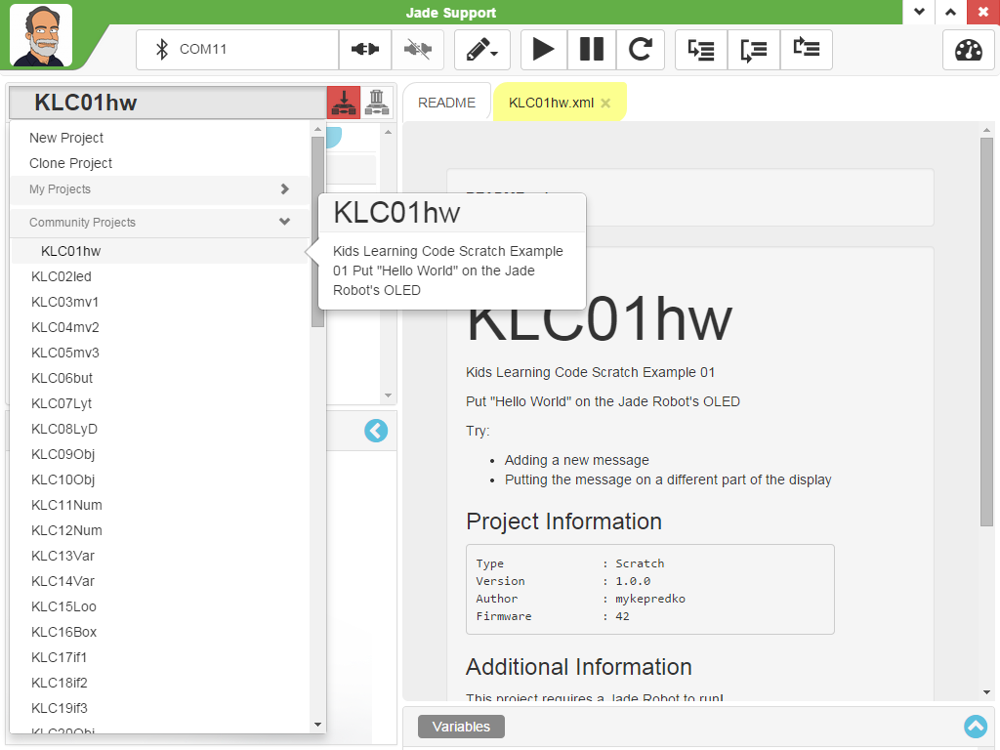 Jade Support
COM11
KLC01hw
New Project
Clone Project
My Projects
Community Projects
KLC01hw
KLC02led
KLC03mv1
KLC04mv2
KLC05mv3
KLC06but
KLC07Lyt
KLC08LyD
KLC09Obj
KLC10Obj
KLC11Num
KLC12Num
KLC13Var
KLC14Var
KLC15Loo
KLC16Box
KLC17if1
KLC18if2
KLC19if3
KLC20Obj
KLC01hw
Kids Learning Code Scratch Example
01 Put "Hello World" on the Jade
Robot's OLED
README
KLC01hw.xml
KLC01hw
Kids Learning Code Scratch Example 01
Put "Hello World" on the Jade Robot's OLED
Try:
• Adding a new message
• Putting the message on a different part of the display
Project Information
Type : Scratch
Version : 1.0.0
Author : mykepredko
Firmware : 42
Additional Information
This project requires a Jade Robot to run!
Variables